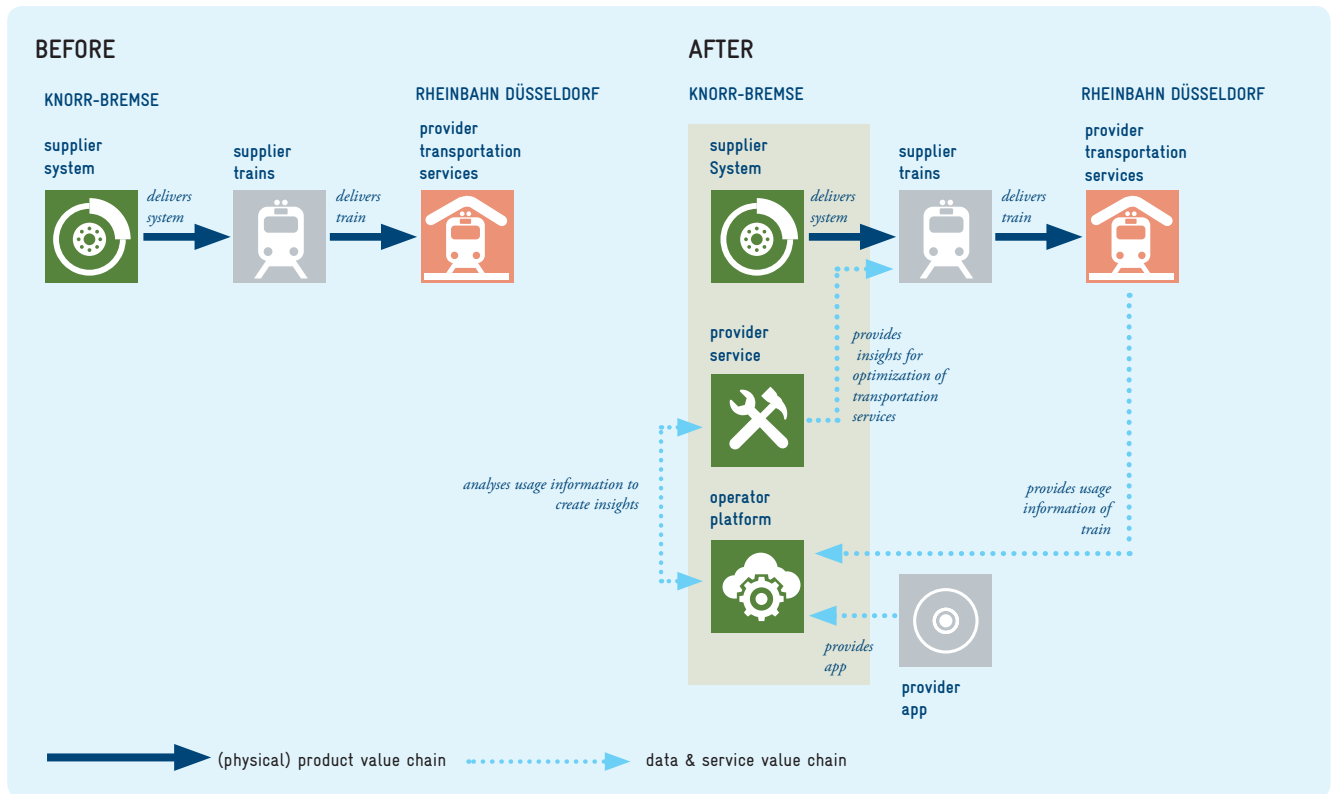 BEFORE
KNORR-BREMSE
RHEINBAHN DÜSSELDORF
supplier
system
supplier
trains
provider
transportation
services
delivers
system
delivers
train
AFTER
KNORR-BREMSE
RHEINBAHN DÜSSELDORF
supplier
System
supplier
trains
provider
transportation
services
delivers
system
delivers
train
provider
service
provides
insights for
optimization of
transportation
services
analyses usage information to
create insights
operator
platform
provides usage
information of
train
provides
app
provider
app
(physical) product value chain
data & service value chain